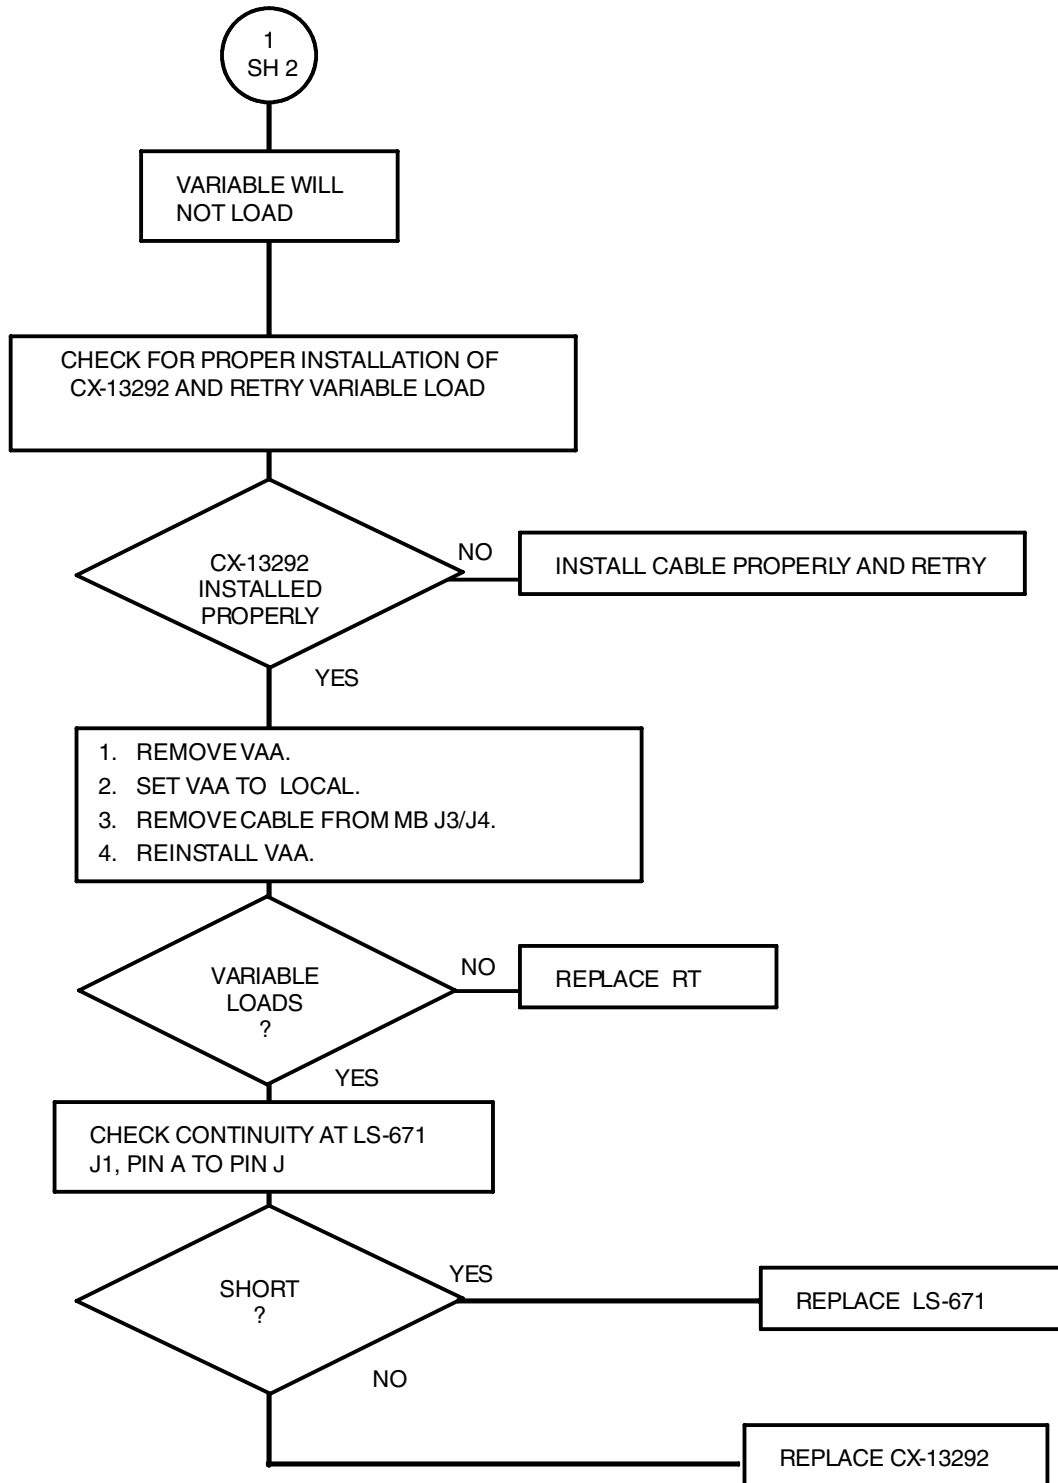 1
SH 2
VARIABLE WILL
NOT LOAD
CHECK FOR PROPER INSTALLATION OF
CX-13292 AND RETRY VARIABLE LOAD
CX-13292
INSTALLED
PROPERLY
NO
INSTALL CABLE PROPERLY AND RETRY
YES
1. REMOVE VAA.
2. SET VAA TO LOCAL.
3. REMOVE CABLE FROM MB J3/J4.
4. REINSTALL VAA.
VARIABLE
LOADS
?
NO
REPLACE RT
YES
CHECK CONTINUITY AT LS-671
J1, PIN A TO PIN J
SHORT
?
YES
REPLACE LS-671
NO
REPLACE CX-13292